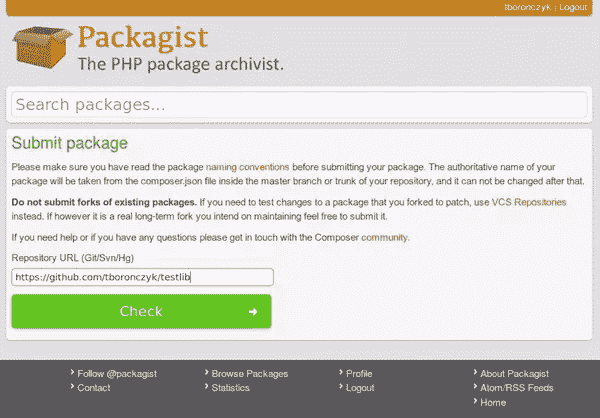 tboronczyk | Logout
Packagist
The PHP package archivist.
Search packages...
Submit package
Please make sure you have read the package naming conventions before submitting your package. The authoritative name of your
package will be taken from the composer.json file inside the master branch or trunk of your repository, and it can not be changed after that.
Do not submit forks of existing packages. If you need to test changes to a package that you forked to patch, use VCS Repositories
instead. If however it is a real long-term fork you intend on maintaining feel free to submit it.
If you need help or if you have any questions please get in touch with the Composer community.
Repository URL (Git/Svn/Hg)
https://github.com/tboronczyk/testlib
Check
Follow @packagist
Contact
Browse Packages
Statistics
Profile
Logout
About Packagist
Atom/RSS Feeds
Home